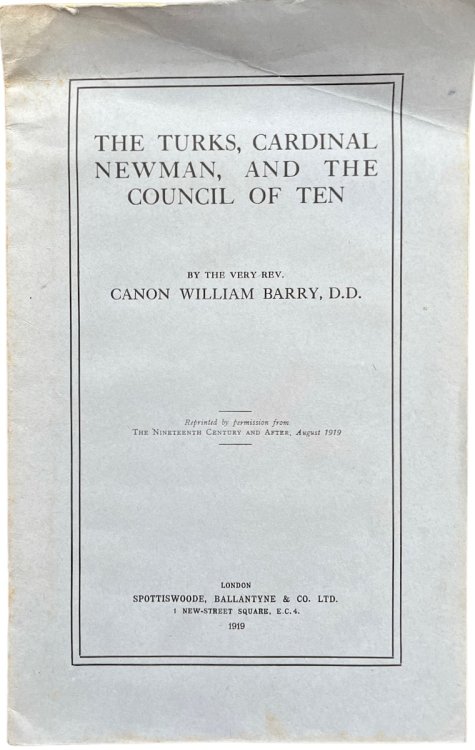 THE TURKS, CARDINAL
NEWMAN, AND THE
COUNCIL OF TEN
BY THE VERY REV.
CANON WILLIAM BARRY, D.D.
Reprinted by permission from
THE NINETEENTH CENTURY AND AFTER, August 1919
LONDON
SPOTTISWOODE, BALLANTYNE & CO. LTD.
1 NEW-STREET SQUARE, E.C. 4.
1919